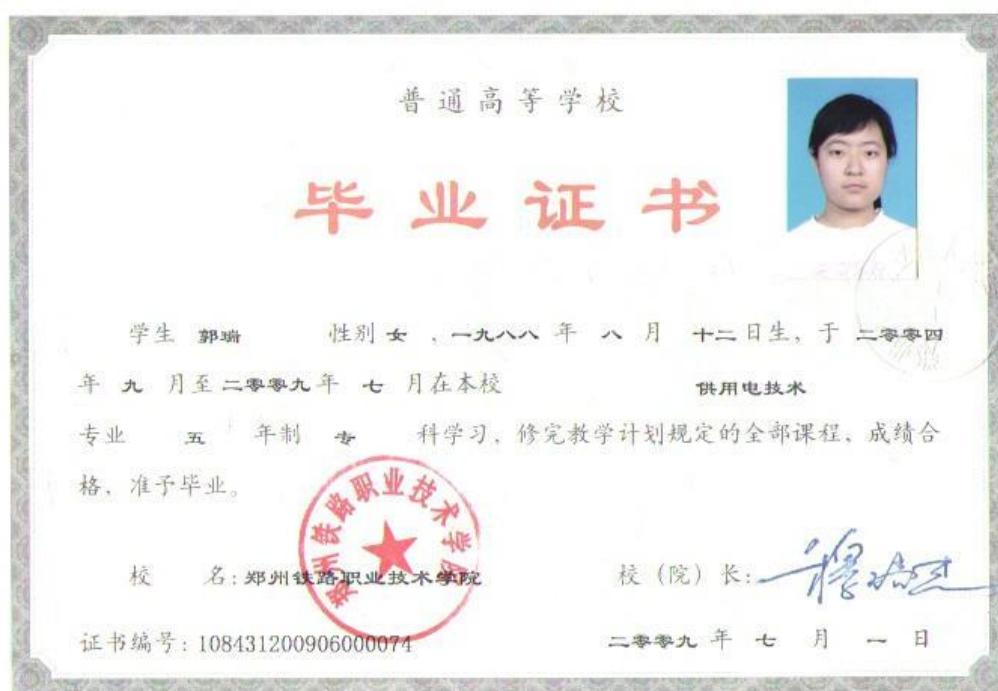 普通高等学校
毕业证书
学生 郭瑞 性别 女 、一九八八 年 八 月 十二日生，于 二零零四
年 九 月至 二零零九 年 七 月在本校 供用电技术
专业 五 年制 专 科学习，修完教学计划规定的全部课程，成绩合
格，准予毕业。
郑州铁路职业技术学院
校 名：郑州铁路职业技术学院 校（院）长：
证书编号：108431200906000074 二零零九 年 七 月 一 日